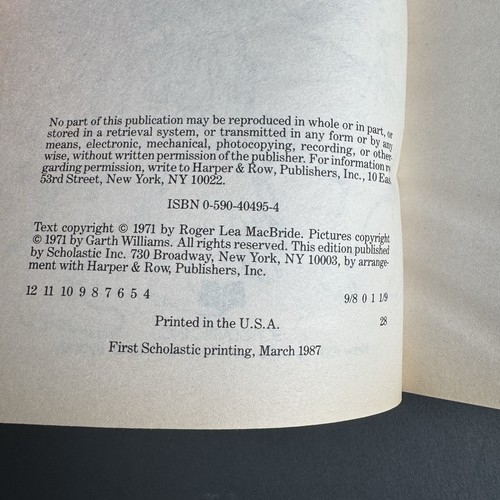 No part of this publication may be reproduced in whole or in part, or
stored in a retrieval system, or transmitted in any form or by any
means, electronic, mechanical, photocopying, recording, or other-
wise, without written permission of the publisher. For information re
garding permission, write to Harper & Row, Publishers, Inc., 10 Eas
53rd Street, New York, NY 10022.
ISBN 0-590-40495-4
Text copyright © 1971 by Roger Lea MacBride. Pictures copyright
© 1971 by Garth Williams. All rights reserved. This edition published
by Scholastic Inc. 730 Broadway, New York, NY 10003, by arrange-
ment with Harper & Row, Publishers, Inc.
12 11 10 9 8 7 6 5 4 9/8 0 1 1/9
Printed in the U.S.A. 28
First Scholastic printing, March 1987